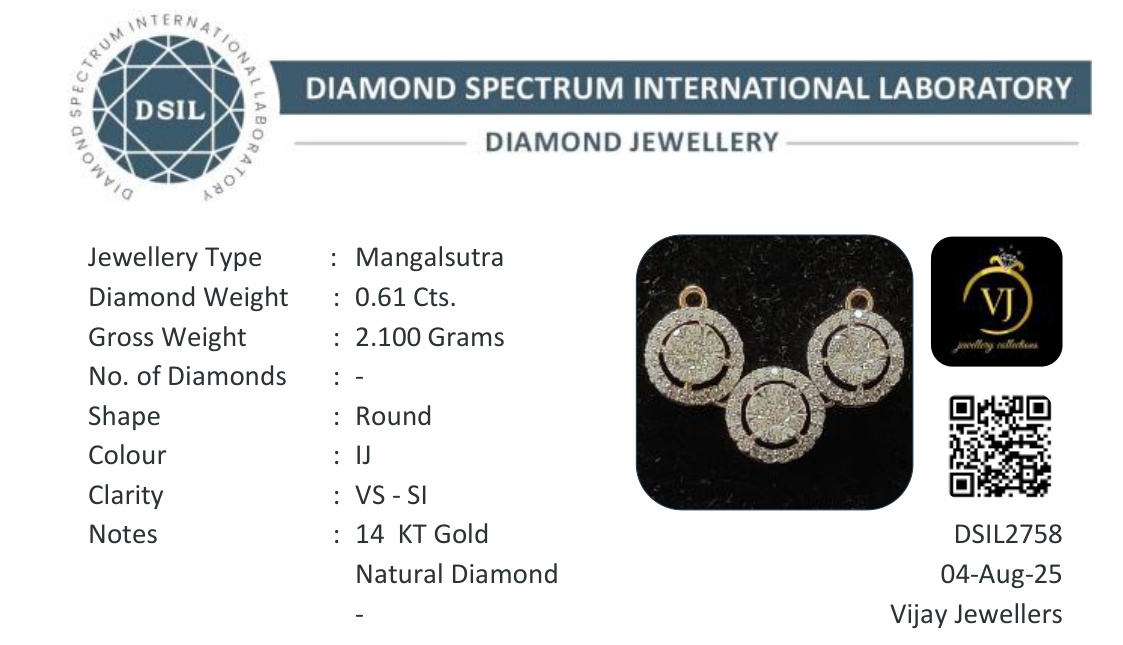 DIAMOND SPECTRUM INTERNATIONAL LABORATORY
DSIL
DIAMOND SPECTRUM INTERNATIONAL LABORATORY
DIAMOND JEWELLERY
Jewellery Type : Mangalsutra
Diamond Weight : 0.61 Cts.
Gross Weight : 2.100 Grams
No. of Diamonds : -
Shape : Round
Colour : IJ
Clarity : VS - SI
Notes : 14 KT Gold
Natural Diamond
-
VJ
jewellery collections
DSIL2758
04-Aug-25
Vijay Jewellers